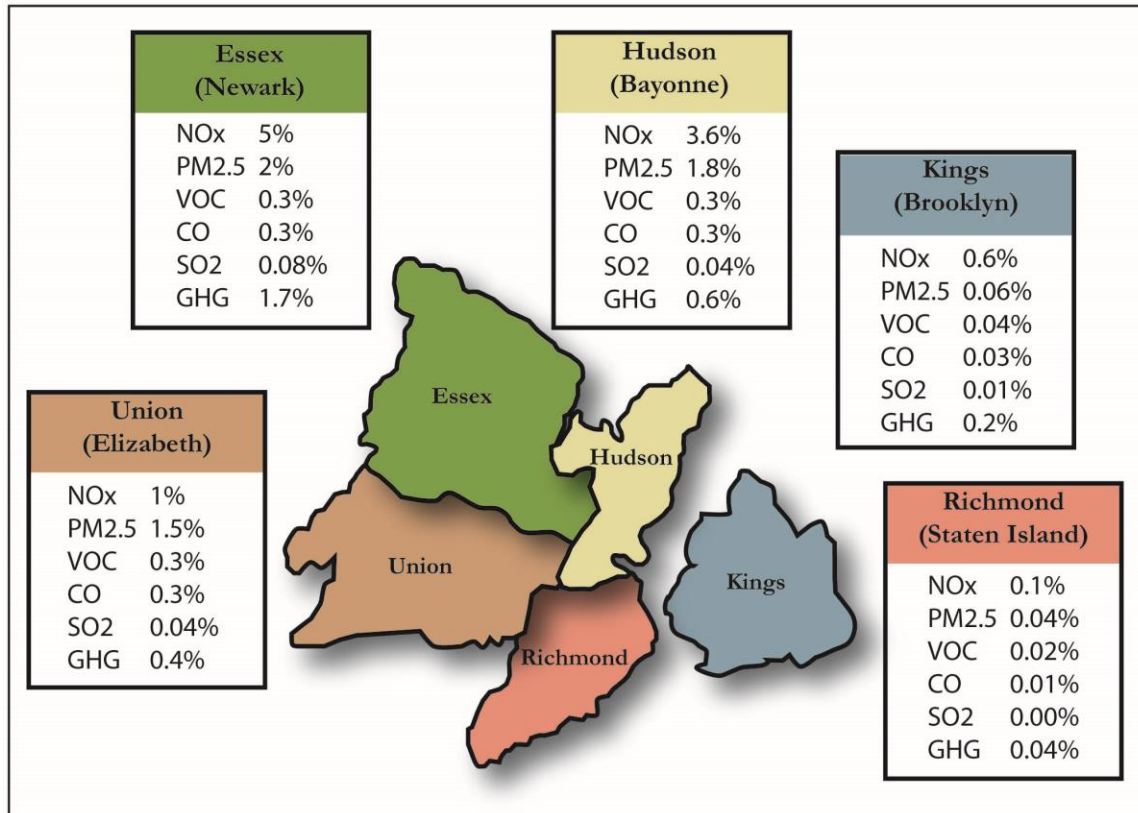 Essex
(Newark)
NOx 5%
PM2.5 2%
VOC 0.3%
CO 0.3%
SO2 0.08%
GHG 1.7%
Hudson
(Bayonne)
NOx 3.6%
PM2.5 1.8%
VOC 0.3%
CO 0.3%
SO2 0.04%
GHG 0.6%
Kings
(Brooklyn)
NOx 0.6%
PM2.5 0.06%
VOC 0.04%
CO 0.03%
SO2 0.01%
GHG 0.2%
Union
(Elizabeth)
NOx 1%
PM2.5 1.5%
VOC 0.3%
CO 0.3%
SO2 0.04%
GHG 0.4%
Richmond
(Staten Island)
NOx 0.1%
PM2.5 0.04%
VOC 0.02%
CO 0.01%
SO2 0.00%
GHG 0.04%
Essex
Hudson
Union
Kings
Richmond